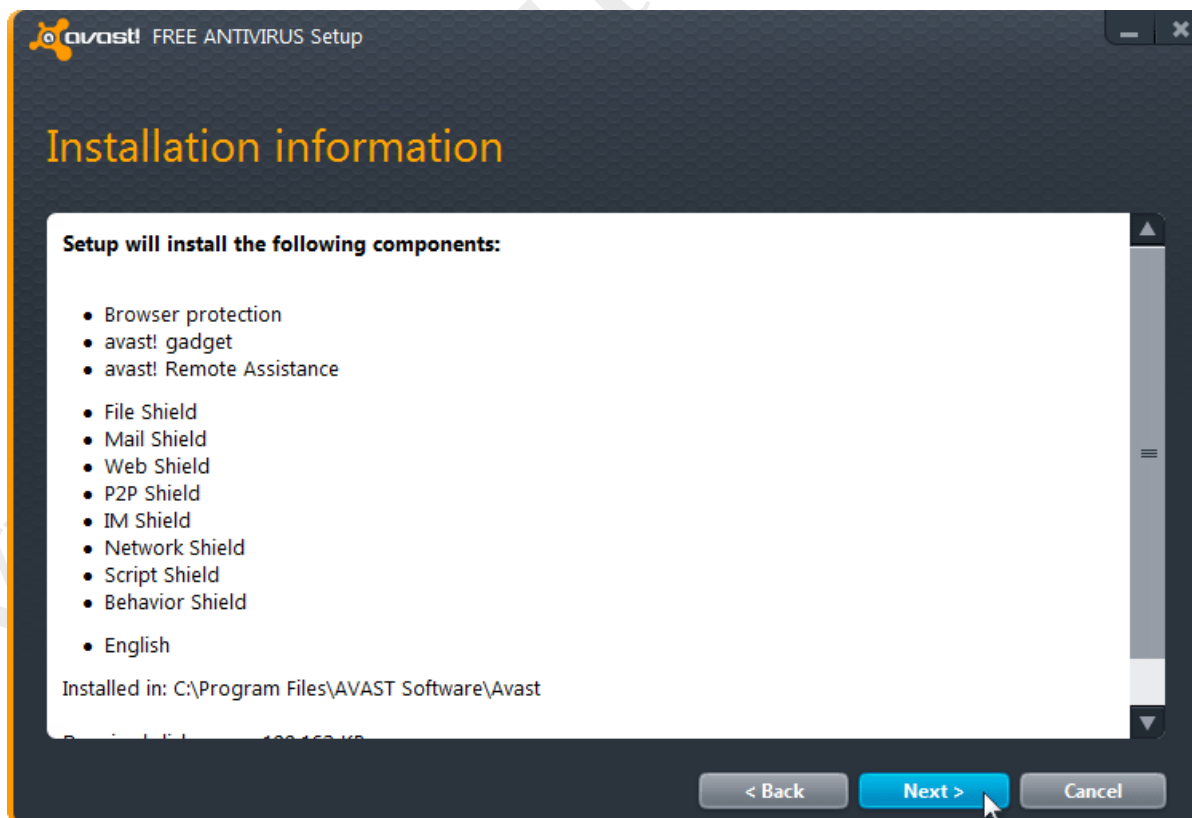 avast! FREE ANTIVIRUS Setup
Installation information
Setup will install the following components:
• Browser protection
• avast! gadget
• avast! Remote Assistance
• File Shield
• Mail Shield
• Web Shield
• P2P Shield
• IM Shield
• Network Shield
• Script Shield
• Behavior Shield
• English
Installed in: C:\Program Files\AVAST Software\Avast
< Back
Next >
Cancel